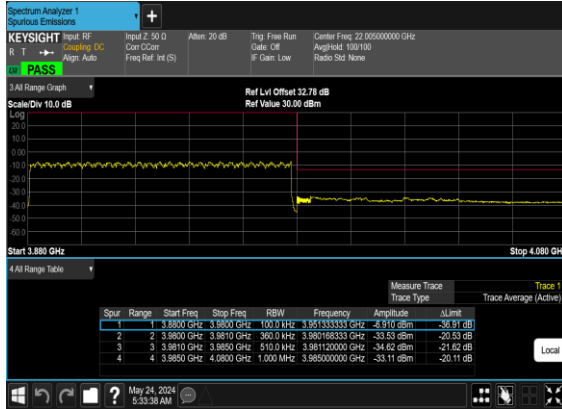 Spectrum Analyzer 1
Spurious Emissions
KEYSIGHT Input: RF Input Z: 50 Ω Atten: 20 dB Trig: Free Run Center Freq: 22.005000000 GHz
R T Coupling: DC Corr CCorr Gate: Off Avg|Hold: 100/100
Align: Auto Freq Ref: Int (S) IF Gain: Low Radio Std: None
PASS
3 All Range Graph
Ref Lvl Offset 32.78 dB
Scale/Div 10.0 dB Ref Value 30.00 dBm
Log
20.0
10.0
0.00
-10.0
-20.0
-30.0
-40.0
-50.0
-60.0
Start 3.880 GHz Stop 4.080 GH
4 All Range Table
Measure Trace Trace 1
Trace Type Trace Average (Active)
Spur Range Start Freq Stop Freq RBW Frequency Amplitude ΔLimit
1 1 3.8800 GHz 3.9800 GHz 100.0 kHz 3.951333333 GHz -6.910 dBm -36.91 dB
2 2 3.9800 GHz 3.9810 GHz 360.0 kHz 3.980168333 GHz -33.53 dBm -20.53 dB
3 3 3.9810 GHz 3.9850 GHz 510.0 kHz 3.981120000 GHz -34.62 dBm -21.62 dB
4 4 3.9850 GHz 4.0800 GHz 1.000 MHz 3.985000000 GHz -33.11 dBm -20.11 dB
Local
May 24, 2024
5:33:38 AM